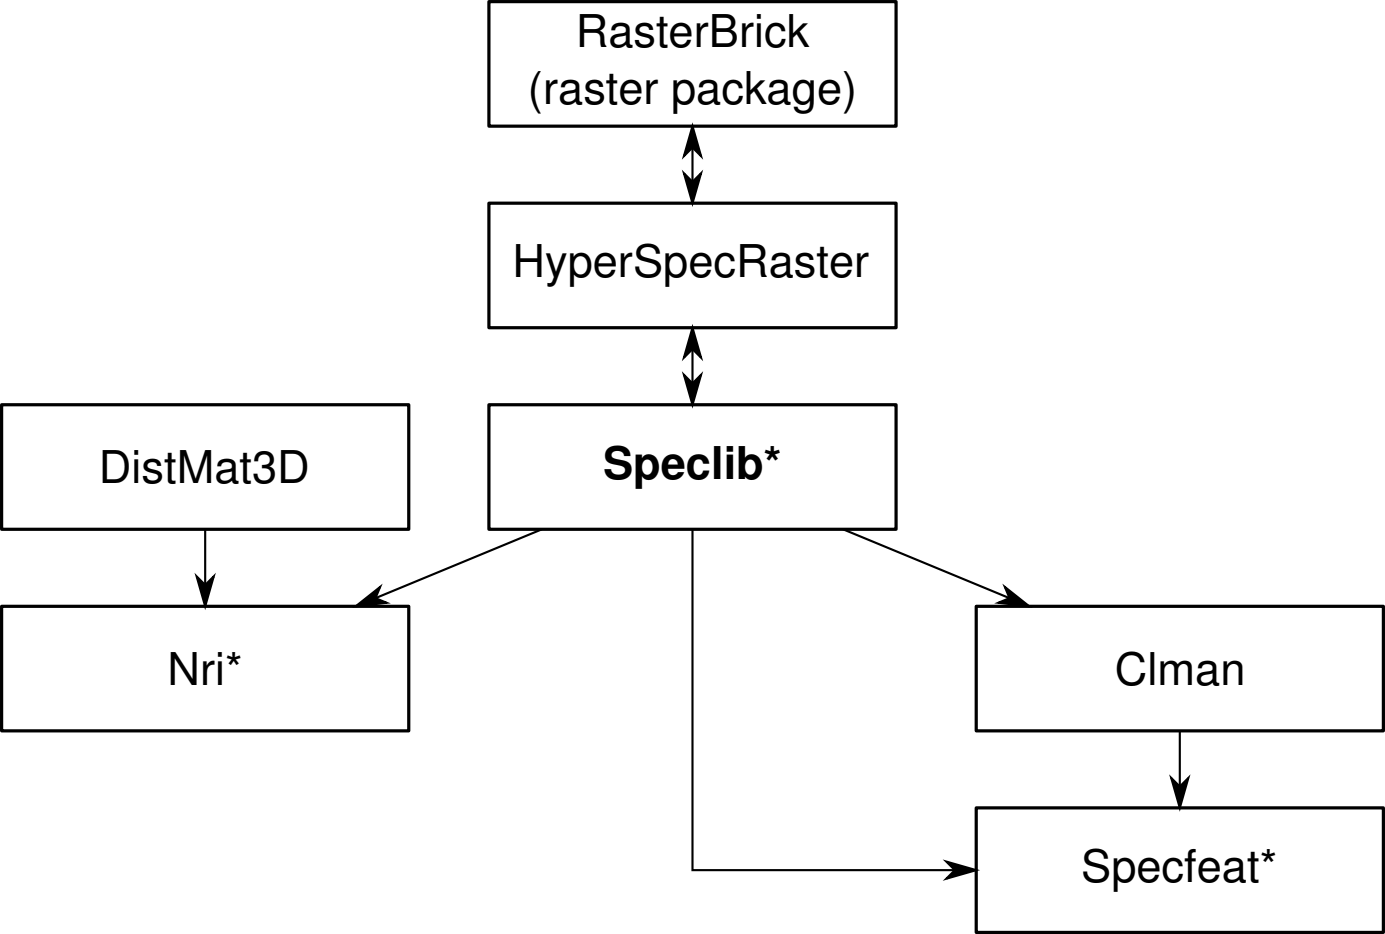 RasterBrick
(raster package)
HyperSpecRaster
DistMat3D
Speclib*
Nri*
Clman
Specfeat*